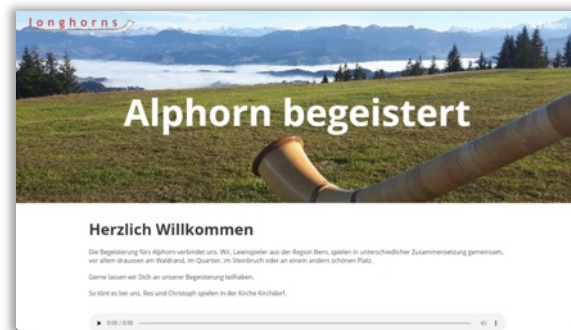 longhorns
Alphorn begeistert
Herzlich Willkommen
Die Begeisterung fürs Alphorn verbindet uns. Wir, Laienspieler aus der Region Bern, spielen in unterschiedlicher Zusammensetzung gemeinsam,
vor allem draussen am Waldrand, im Quartier, im Steinbruch oder an einem andern schönen Platz.
Gerne lassen wir Dich an unserer Begeisterung teilhaben.
So tönt es bei uns. Res und Christoph spielen in der Kirche Kirchdorf.
0:00 / 0:00